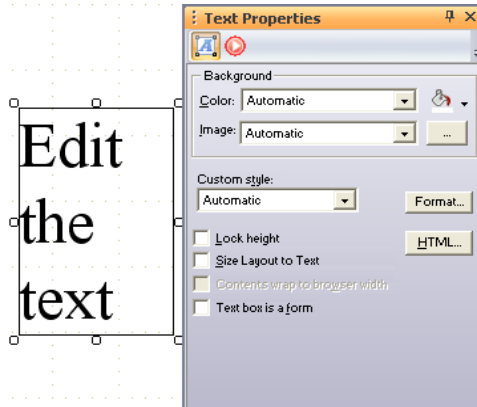 Text Properties
Background
Color: Automatic
Image: Automatic
...
Custom style:
Automatic
Format...
Lock height
HTML...
Size Layout to Text
Contents wrap to browser width
Text box is a form
Edit
the
text